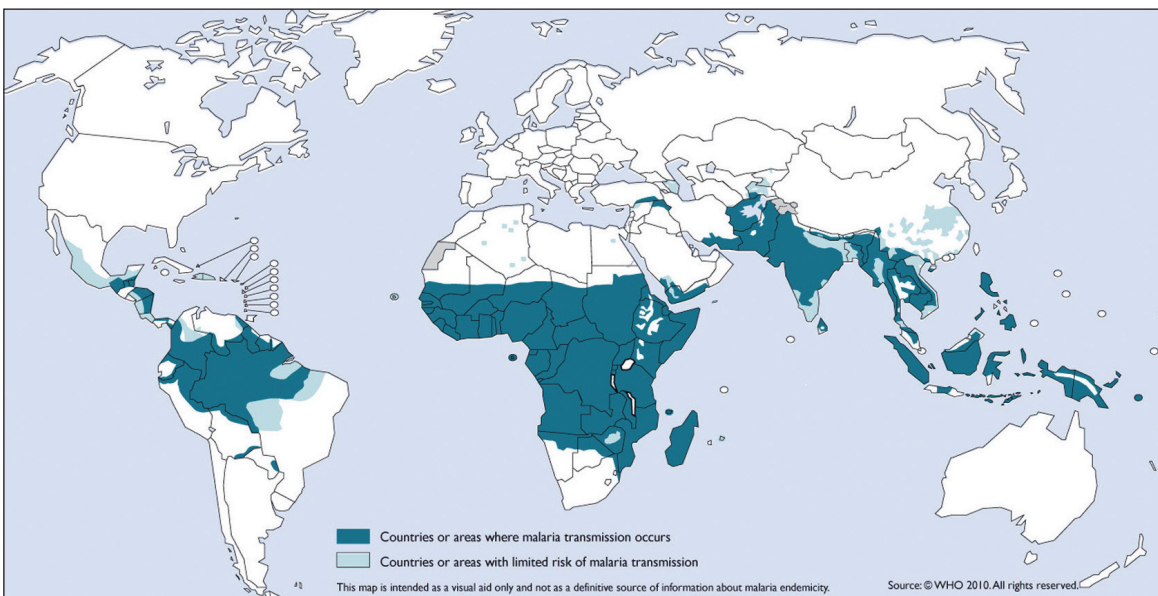 Countries or areas where malaria transmission occurs
Countries or areas with limited risk of malaria transmission
This map is intended as a visual aid only and not as a definitive source of information about malaria endemicity.
Source: © WHO 2010. All rights reserved.